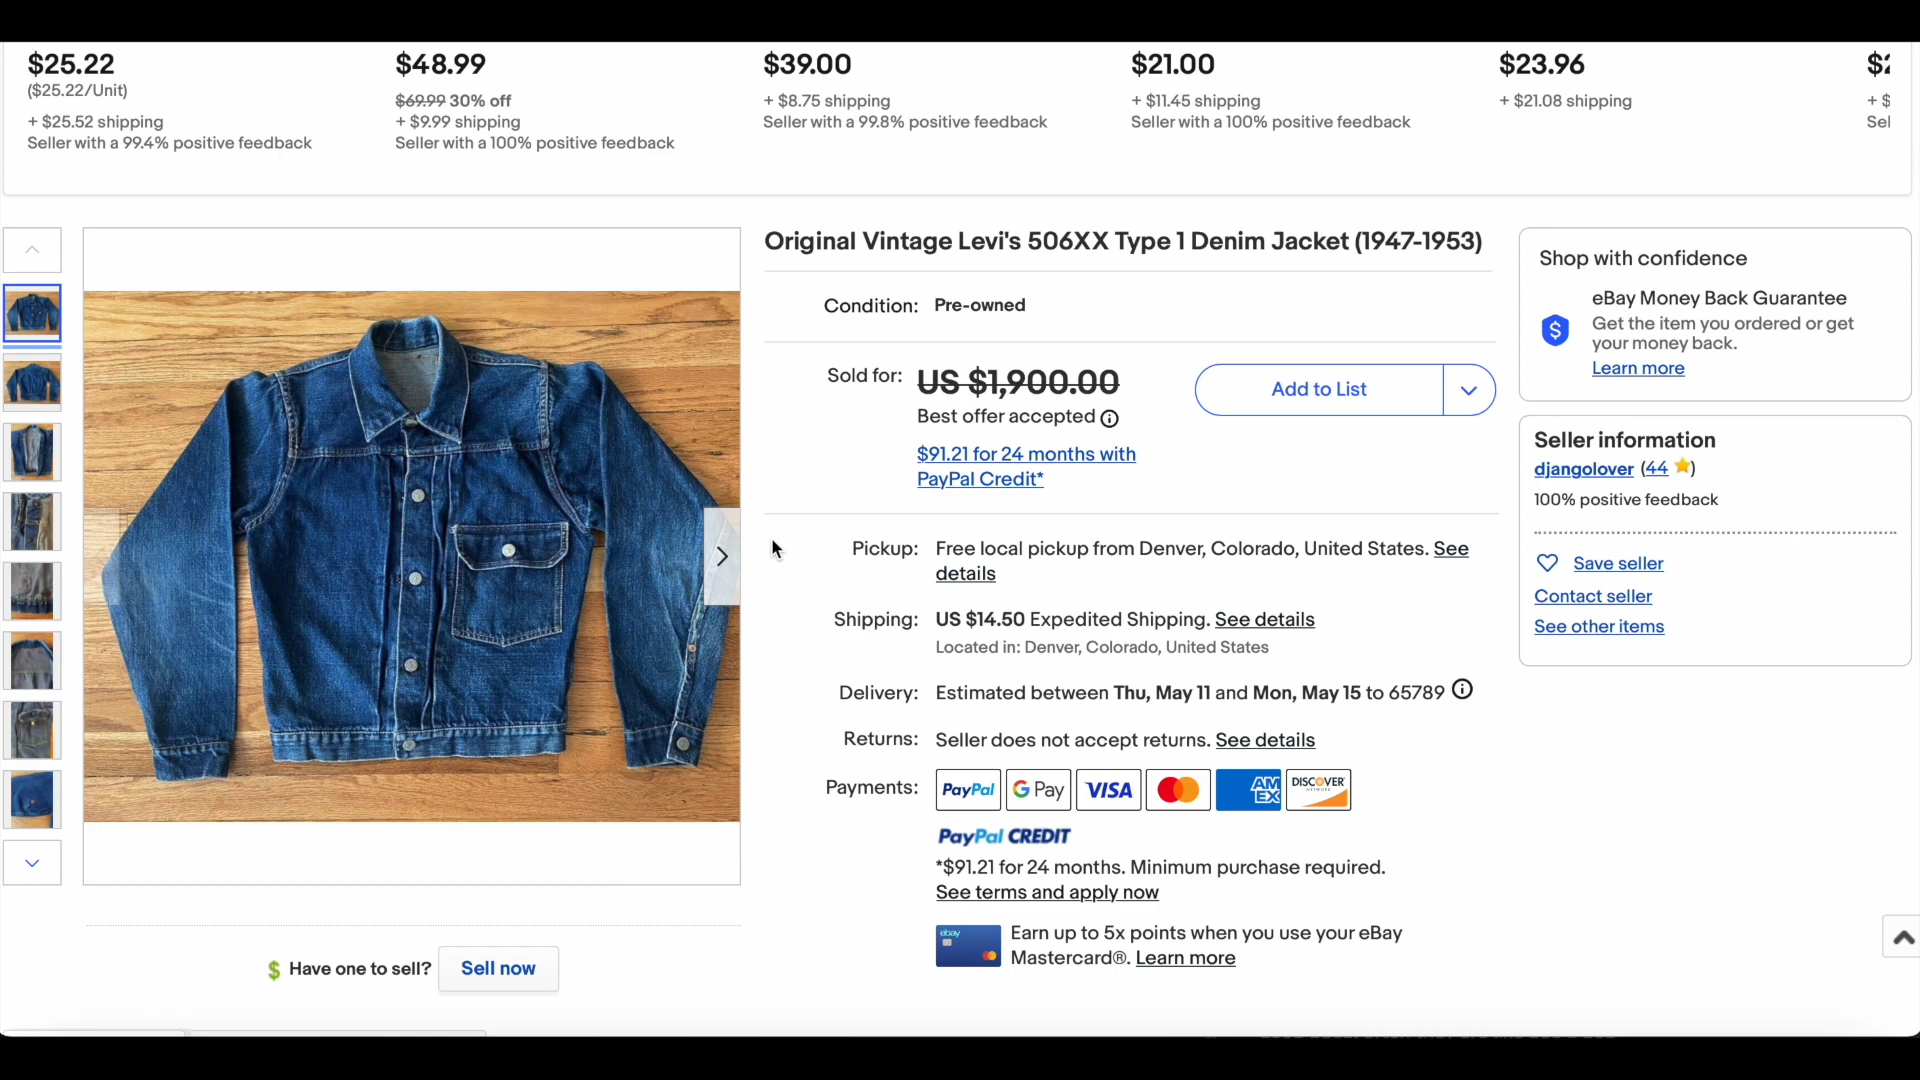 $25.22
($25.22/Unit)
+ $25.52 shipping
Seller with a 99.4% positive feedback
$48.99
$69.99 30% off
+ $9.99 shipping
Seller with a 100% positive feedback
$39.00
+ $8.75 shipping
Seller with a 99.8% positive feedback
$21.00
+ $11.45 shipping
Seller with a 100% positive feedback
$23.96
+ $21.08 shipping
+ $
Sel
Original Vintage Levi's 506XX Type 1 Denim Jacket (1947-1953)
Condition: Pre-owned
Sold for: US $1,900.00
Best offer accepted
$91.21 for 24 months with
PayPal Credit*
Add to List
Pickup: Free local pickup from Denver, Colorado, United States. See
details
Shipping: US $14.50 Expedited Shipping. See details
Located in: Denver, Colorado, United States
Delivery: Estimated between Thu, May 11 and Mon, May 15 to 65789
Returns: Seller does not accept returns. See details
Payments: PayPal G Pay VISA AM EX DISCOVER NETWORK
PayPal CREDIT
*$91.21 for 24 months. Minimum purchase required.
See terms and apply now
ebay
Earn up to 5x points when you use your eBay
Mastercard®. Learn more
Have one to sell? Sell now
Shop with confidence
eBay Money Back Guarantee
Get the item you ordered or get
your money back.
Learn more
Seller information
djangolover (44)
100% positive feedback
Save seller
Contact seller
See other items